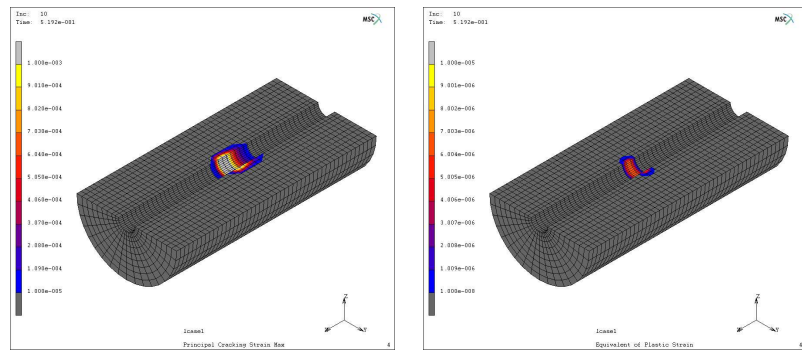 Inc: 10
Time: 5.192e-001
MSC
1.000e-003
9.010e-004
8.020e-004
7.030e-004
6.040e-004
5.050e-004
4.060e-004
3.070e-004
2.080e-004
1.090e-004
1.000e-005
Z
lcase1
Principal Cracking Strain Max
4
Inc: 10
Time: 5.192e-001
MSC
1.000e-005
9.001e-006
8.002e-006
7.003e-006
6.004e-006
5.005e-006
4.006e-006
3.007e-006
2.008e-006
1.009e-006
1.000e-008
Z
lcase1
Equivalent of Plastic Strain
4